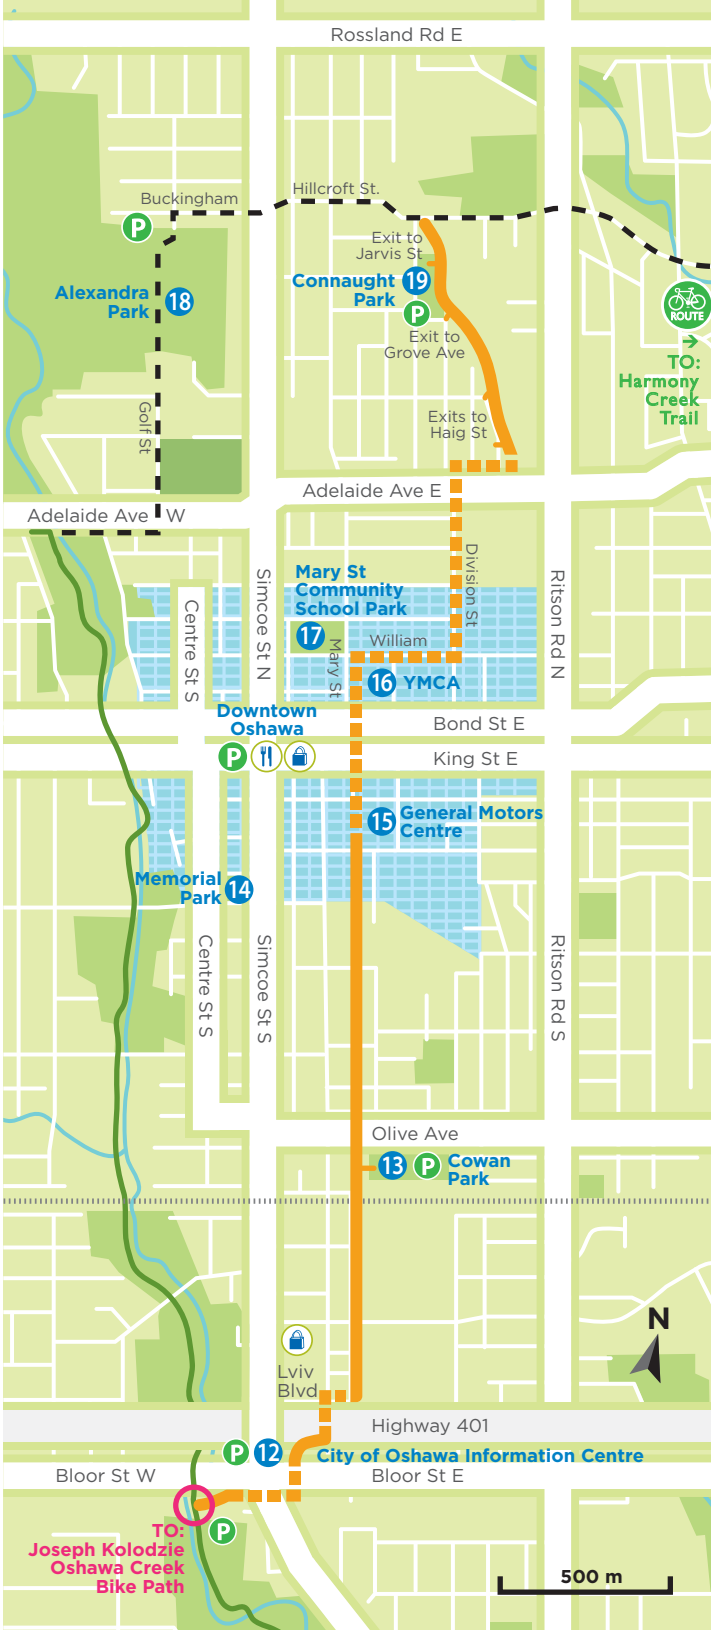 Rossland Rd E
Buckingham
Hillcroft St.
P
Exit to
Jarvis St
Alexandra
Park
18
Connaught
Park
19
P
ROUTE
TO:
Harmony
Creek
Trail
Exit to
Grove Ave
Golf St
Exits to
Haig St
Adelaide Ave E
Adelaide Ave W
Division St
Simcoe St N
Mary St
Community
School Park
17
Centre St S
Ritson Rd N
Mary St
William
16 YMCA
Downtown
Oshawa
P
Bond St E
King St E
15
General Motors
Centre
Memorial
Park
14
Centre St S
Simcoe St S
Ritson Rd S
Olive Ave
13 P
Cowan
Park
N
Lviv
Blvd
Highway 401
P 12
City of Oshawa Information Centre
Bloor St W
Bloor St E
P
TO:
Joseph Kolodzie
Oshawa Creek
Bike Path
500 m